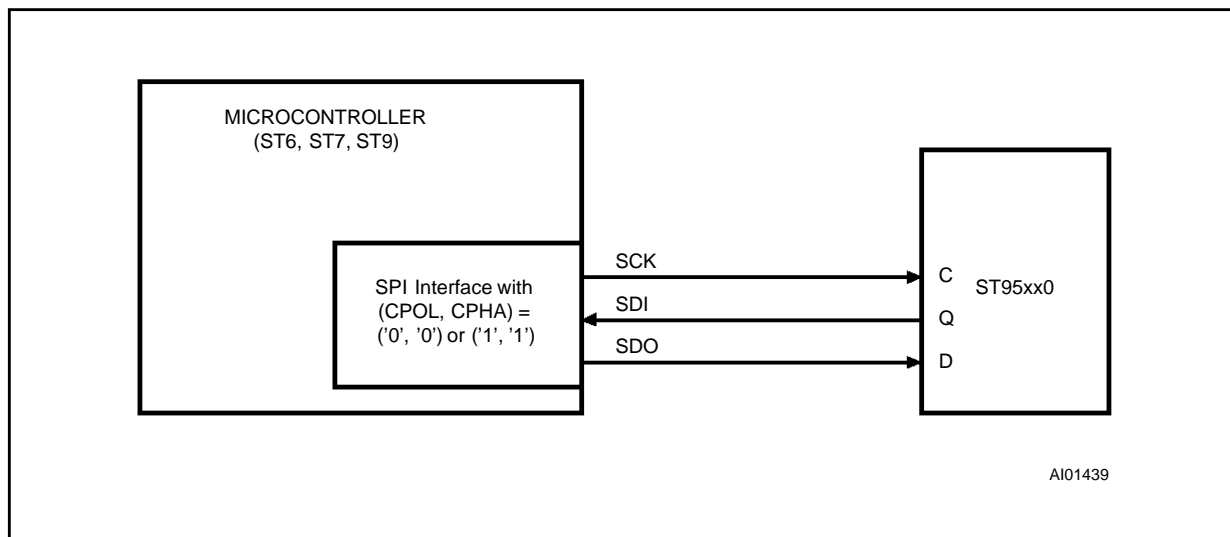 MICROCONTROLLER
(ST6, ST7, ST9)
SPI Interface with
(CPOL, CPHA) =
('0', '0') or ('1', '1')
SCK
SDI
SDO
C
Q
D
ST95xx0
AI01439